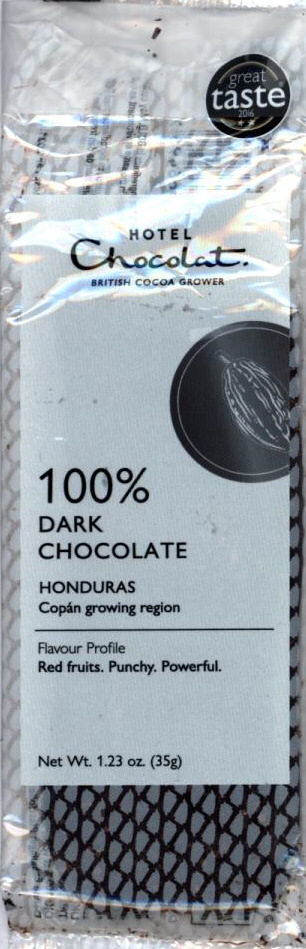 great
taste
2016
HOTEL
Chocolat.
BRITISH COCOA GROWER
100%
DARK
CHOCOLATE
HONDURAS
Copán growing region
Flavour Profile
Red fruits. Punchy. Powerful.
Net Wt. 1.23 oz. (35g)